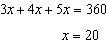 3x + 4x + 5x = 360
x = 20